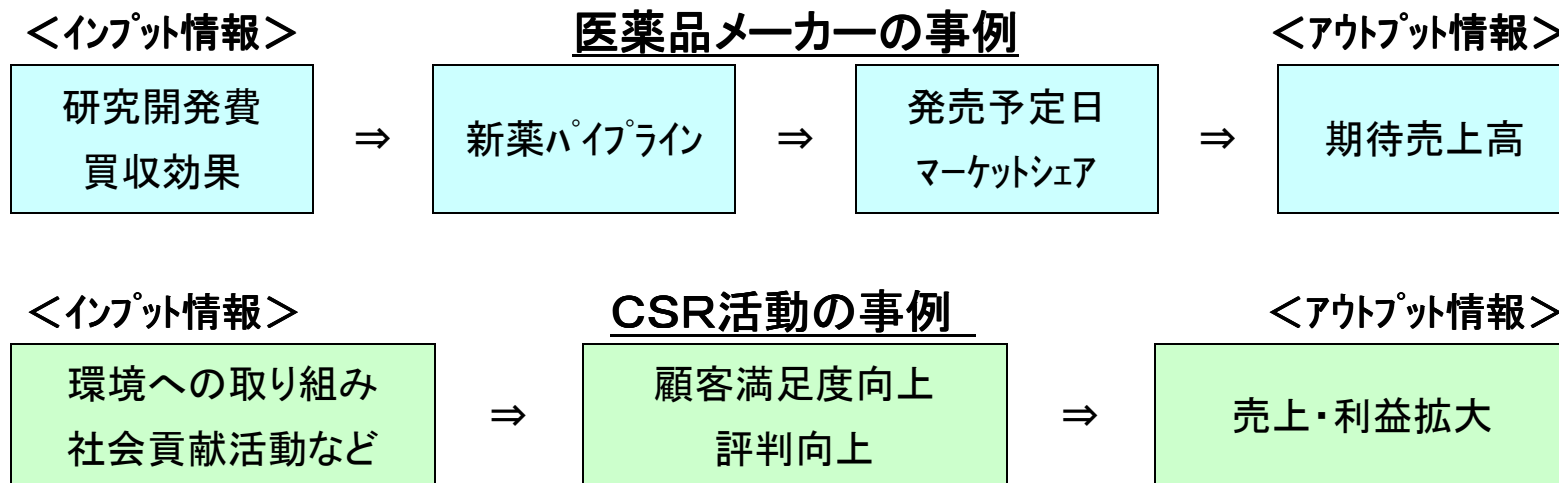 ＜インプット情報＞ 医薬品メーカーの事例 ＜アウトプット情報＞
研究開発費
買収効果
⇒
新薬パイプライン
⇒
発売予定日
マーケットシェア
⇒
期待売上高
＜インプット情報＞ CSR活動の事例 ＜アウトプット情報＞
環境への取り組み
社会貢献活動など
⇒
顧客満足度向上
評判向上
⇒
売上・利益拡大